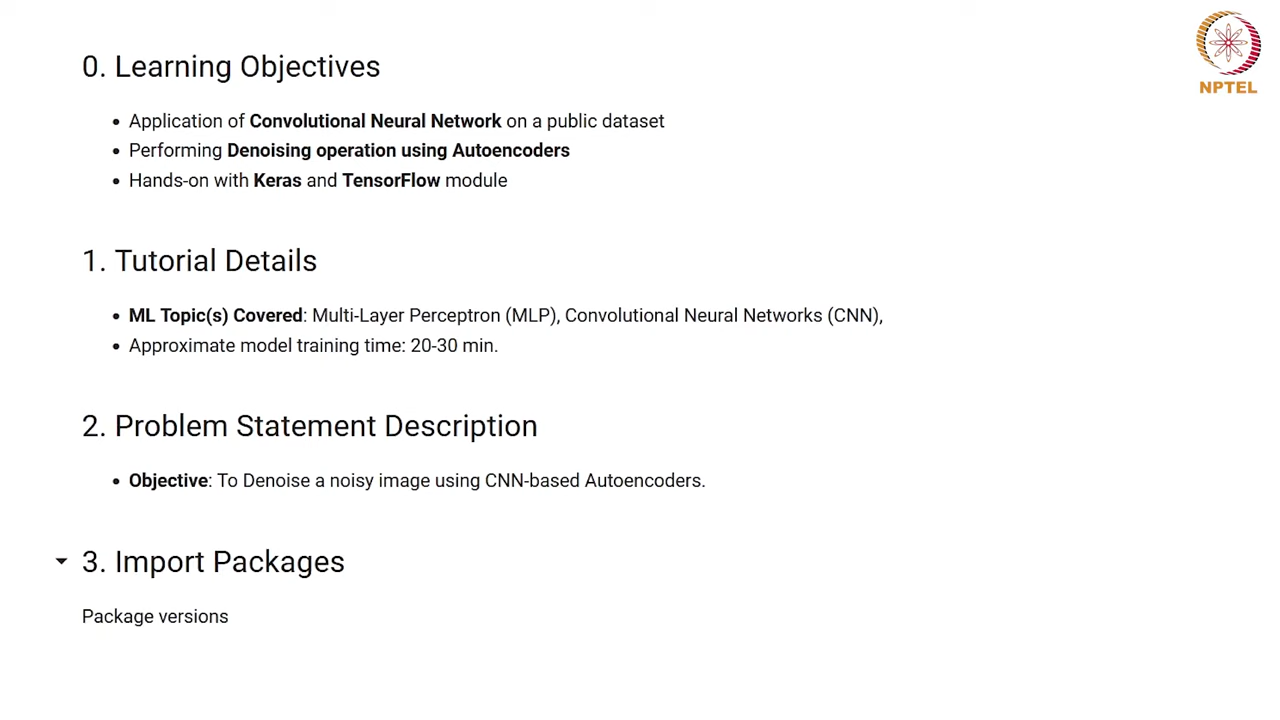 0. Learning Objectives
NPTEL
Application of Convolutional Neural Network on a public dataset
Performing Denoising operation using Autoencoders
Hands-on with Keras and TensorFlow module
1. Tutorial Details
ML Topic(s) Covered: Multi-Layer Perceptron (MLP), Convolutional Neural Networks (CNN),
Approximate model training time: 20-30 min.
2. Problem Statement Description
Objective: To Denoise a noisy image using CNN-based Autoencoders.
3. Import Packages
Package versions